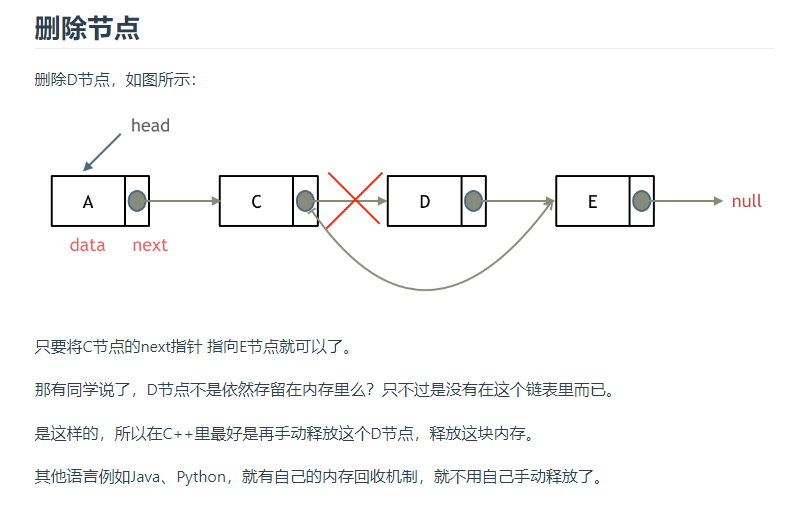 删除节点
删除D节点，如图所示：
head
A C D E null
data next
只要将C节点的next指针 指向E节点就可以了。
那有同学说了，D节点不是依然存留在内存里么？只不过是没有在这个链表里而已。
是这样的，所以在C++里最好是再手动释放这个D节点，释放这块内存。
其他语言例如Java、Python，就有自己的内存回收机制，就不用自己手动释放了。